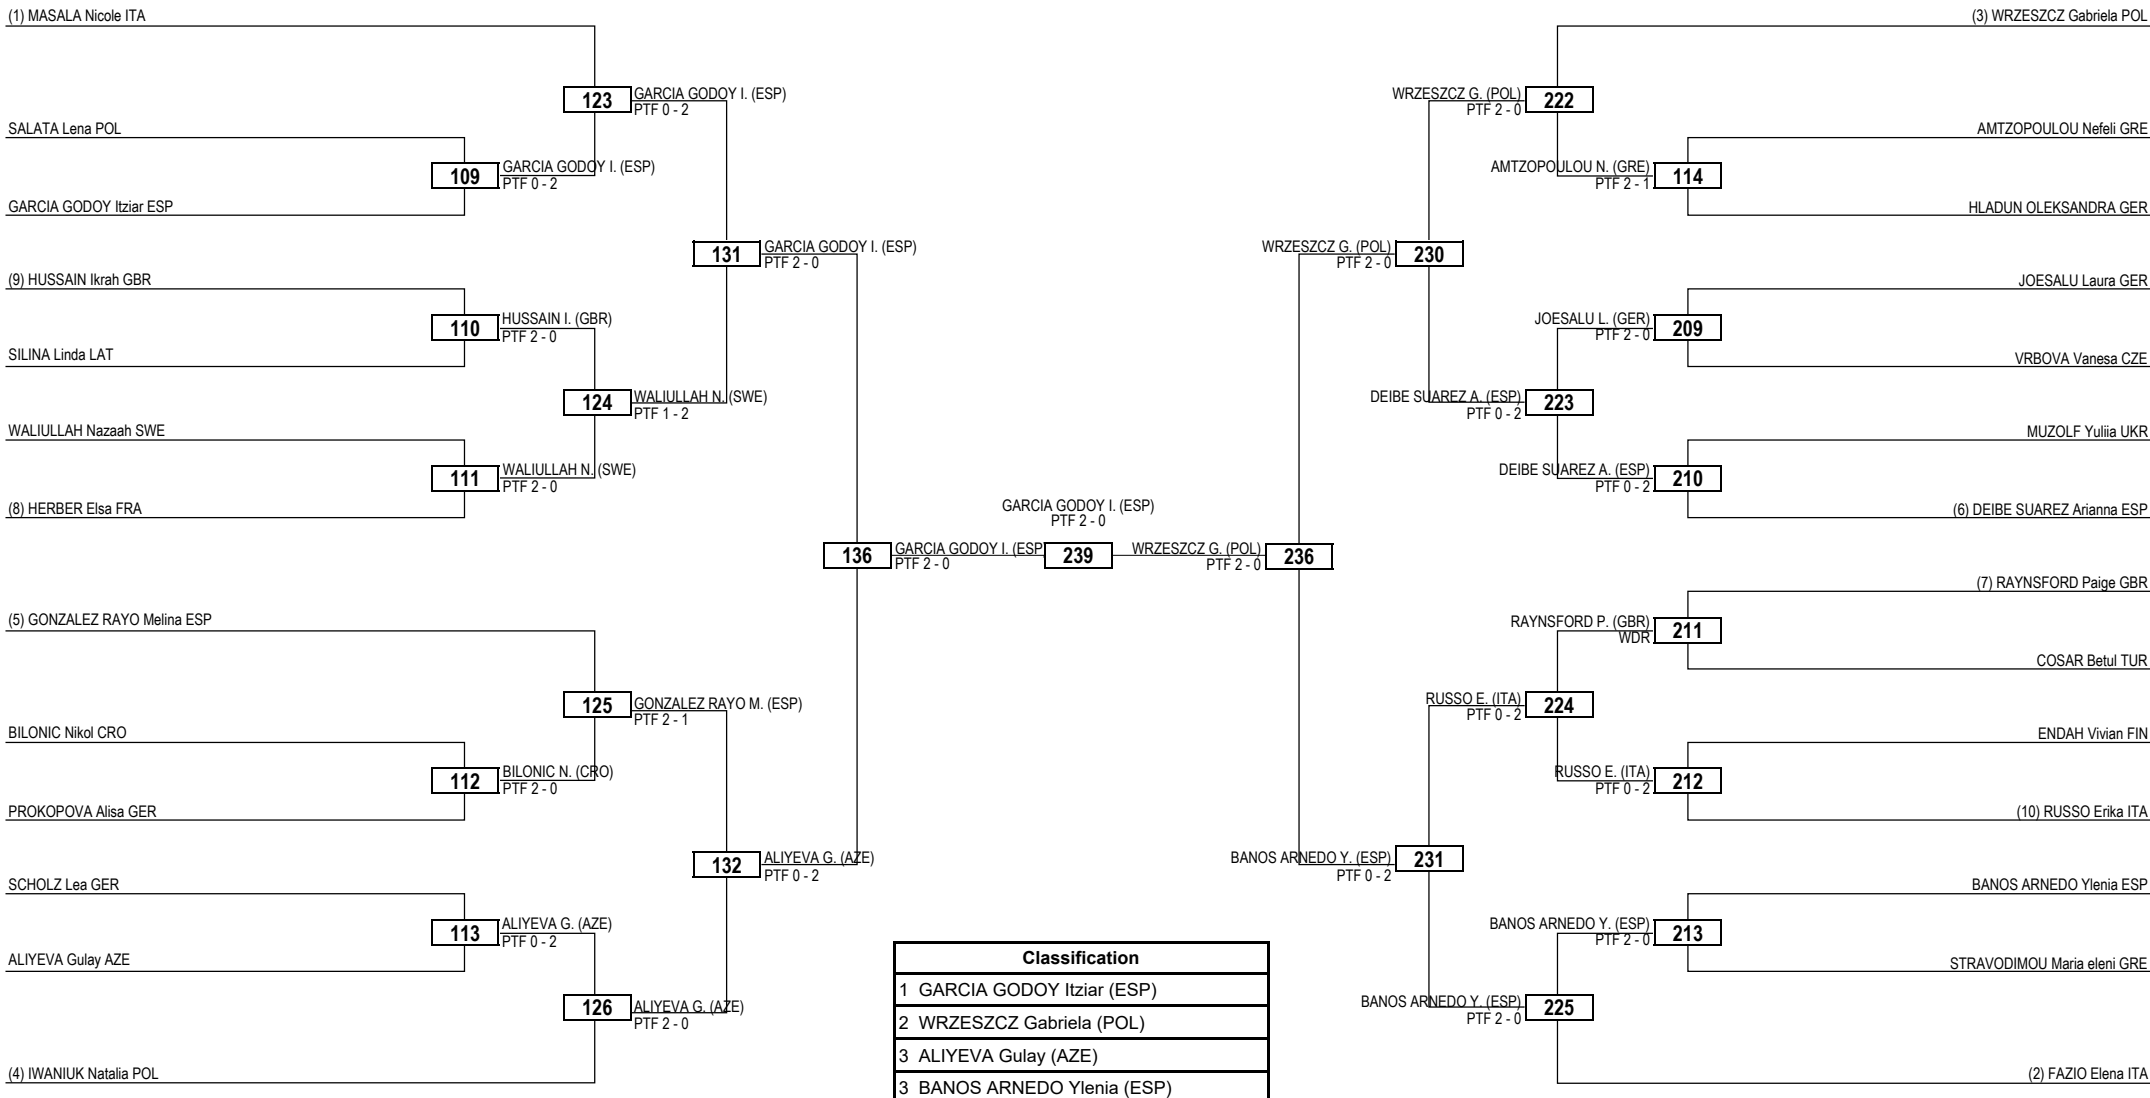 (1) MASALA Nicole ITA
(3) WRZESZCZ Gabriela POL
123
GARCIA GODOY I. (ESP)
PTF 0 - 2
WRZESZCZ G. (POL)
PTF 2 - 0
222
SALATA Lena POL
AMTZOPOULOU Nefeli GRE
109
GARCIA GODOY I. (ESP)
PTF 0 - 2
AMTZOPOULOU N. (GRE)
PTF 2 - 1
114
GARCIA GODOY Itziar ESP
HLADUN OLEKSANDRA GER
131
GARCIA GODOY I. (ESP)
PTF 2 - 0
WRZESZCZ G. (POL)
PTF 2 - 0
230
(9) HUSSAIN Ikrah GBR
JOESALU Laura GER
110
HUSSAIN I. (GBR)
PTF 2 - 0
JOESALU L. (GER)
PTF 2 - 0
209
SILINA Linda LAT
VRBOVA Vanesa CZE
124
WALIULLAH N. (SWE)
PTF 1 - 2
DEIBE SUAREZ A. (ESP)
PTF 0 - 2
223
WALIULLAH Nazaah SWE
MUZOLF Yuliia UKR
111
WALIULLAH N. (SWE)
PTF 2 - 0
DEIBE SUAREZ A. (ESP)
PTF 0 - 2
210
(8) HERBER Elsa FRA
GARCIA GODOY I. (ESP)
PTF 2 - 0
(6) DEIBE SUAREZ Arianna ESP
136
GARCIA GODOY I. (ESP
PTF 2 - 0
239
WRZESZCZ G. (POL)
PTF 2 - 0
236
(7) RAYNSFORD Paige GBR
(5) GONZALEZ RAYO Melina ESP
RAYNSFORD P. (GBR)
WDR
211
COSAR Betul TUR
125
GONZALEZ RAYO M. (ESP)
PTF 2 - 1
RUSSO E. (ITA)
PTF 0 - 2
224
BILONIC Nikol CRO
ENDAH Vivian FIN
112
BILONIC N. (CRO)
PTF 2 - 0
RUSSO E. (ITA)
PTF 0 - 2
212
PROKOPOVA Alisa GER
(10) RUSSO Erika ITA
132
ALIYEVA G. (AZE)
PTF 0 - 2
BANOS ARNEDO Y. (ESP)
PTF 0 - 2
231
SCHOLZ Lea GER
BANOS ARNEDO Ylenia ESP
113
ALIYEVA G. (AZE)
PTF 0 - 2
BANOS ARNEDO Y. (ESP)
PTF 2 - 0
213
ALIYEVA Gulay AZE
STRAVODIMOU Maria eleni GRE
126
ALIYEVA G. (AZE)
PTF 2 - 0
BANOS ARNEDO Y. (ESP)
PTF 2 - 0
225
(4) IWANIUK Natalia POL
(2) FAZIO Elena ITA
Classification
1 GARCIA GODOY Itziar (ESP)
2 WRZESZCZ Gabriela (POL)
3 ALIYEVA Gulay (AZE)
3 BANOS ARNEDO Ylenia (ESP)